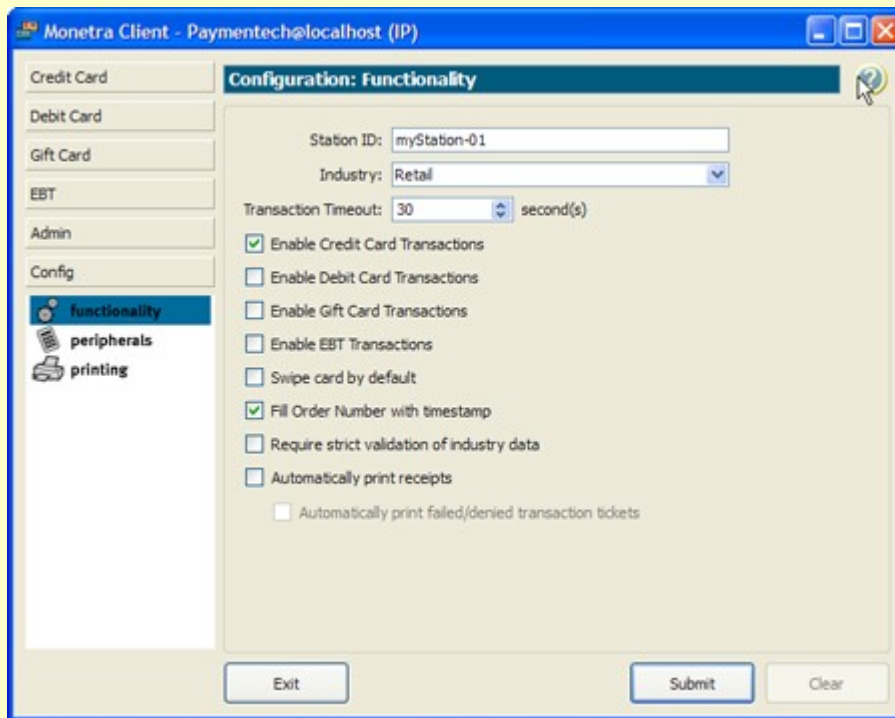 Monetra Client - Paymentech@localhost (IP)
Credit Card
Debit Card
Gift Card
EBT
Admin
Config
functionality
peripherals
printing
Configuration: Functionality
?
Station ID: myStation-01
Industry: Retail
Transaction Timeout: 30 second(s)
Enable Credit Card Transactions
Enable Debit Card Transactions
Enable Gift Card Transactions
Enable EBT Transactions
Swipe card by default
Fill Order Number with timestamp
Require strict validation of industry data
Automatically print receipts
Automatically print failed/denied transaction tickets
Exit Submit Clear